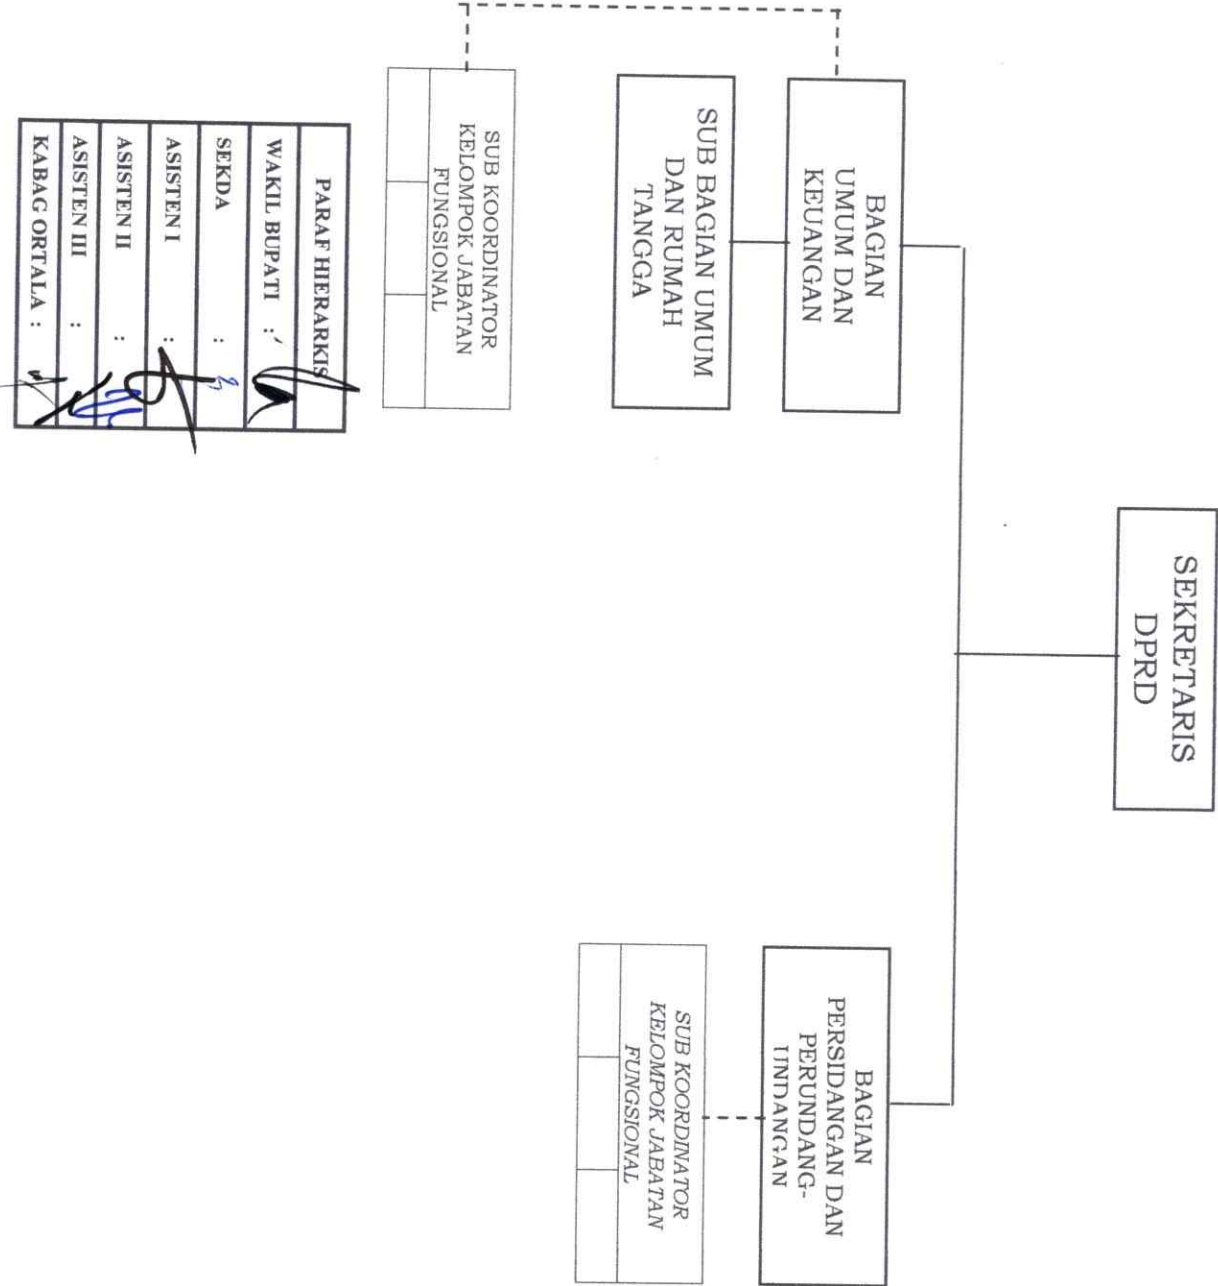 SEKRETARIS
DPRD
BAGIAN
UMUM DAN
KEUANGAN
BAGIAN
PERSIDANGAN DAN
PERUNDANG-
UNDANGAN
SUB BAGIAN UMUM
DAN RUMAH
TANGGA
SUB KOORDINATOR
KELOMPOK JABATAN
FUNGSIONAL
SUB KOORDINATOR
KELOMPOK JABATAN
FUNGSIONAL
PARAF HIERARKIS
WAKIL BUPATI :
SEKDA :
ASISTEN I :
ASISTEN II :
ASISTEN III :
KABAG ORTALA :